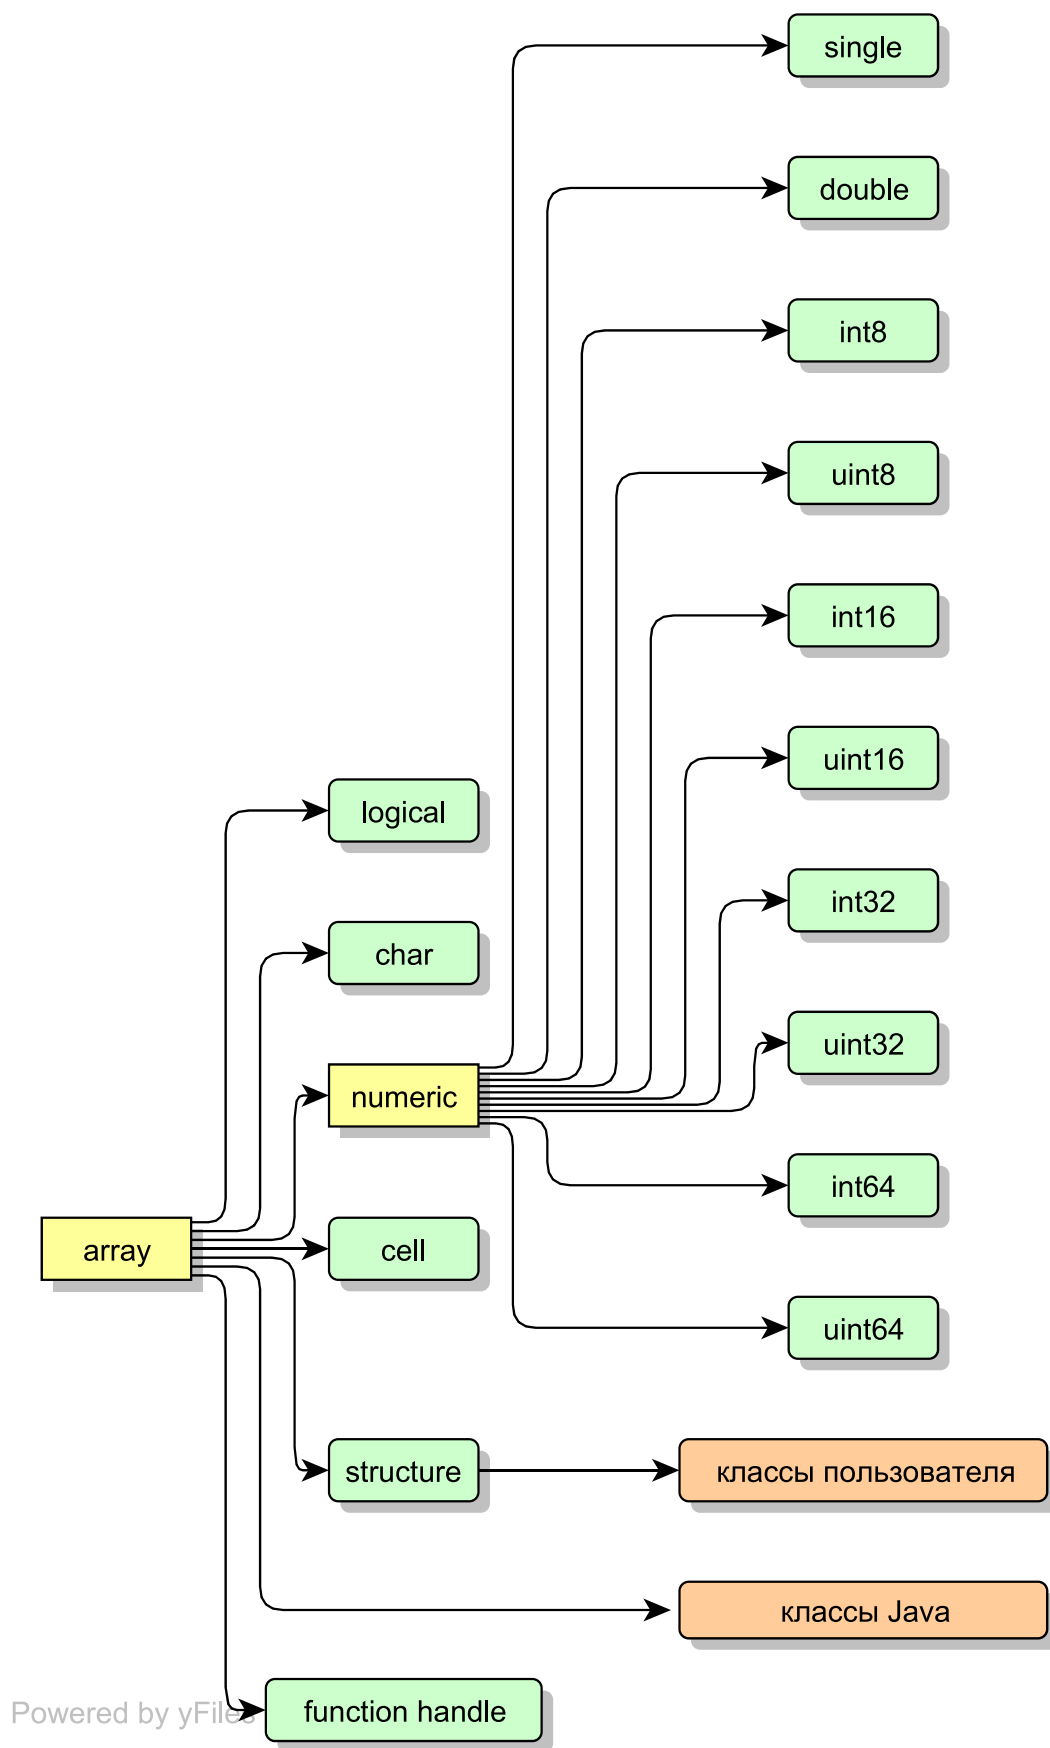 single
double
int8
uint8
int16
uint16
logical
int32
char
uint32
numeric
int64
array
cell
uint64
structure
классы пользователя
классы Java
function handle
Powered by yFiles